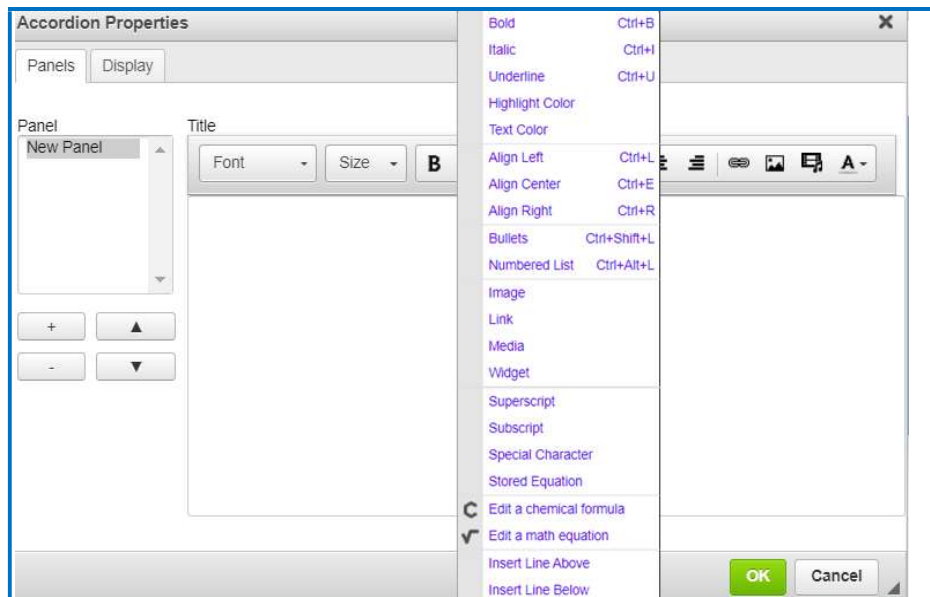 Accordion Properties
Panels Display
Panel
New Panel
+
-
Title
Font Size B A
Bold Ctrl+B
Italic Ctrl+I
Underline Ctrl+U
Highlight Color
Text Color
Align Left Ctrl+L
Align Center Ctrl+E
Align Right Ctrl+R
Bullets Ctrl+Shift+L
Numbered List Ctrl+Alt+L
Image
Link
Media
Widget
Superscript
Subscript
Special Character
Stored Equation
C Edit a chemical formula
√ Edit a math equation
Insert Line Above
Insert Line Below
OK Cancel